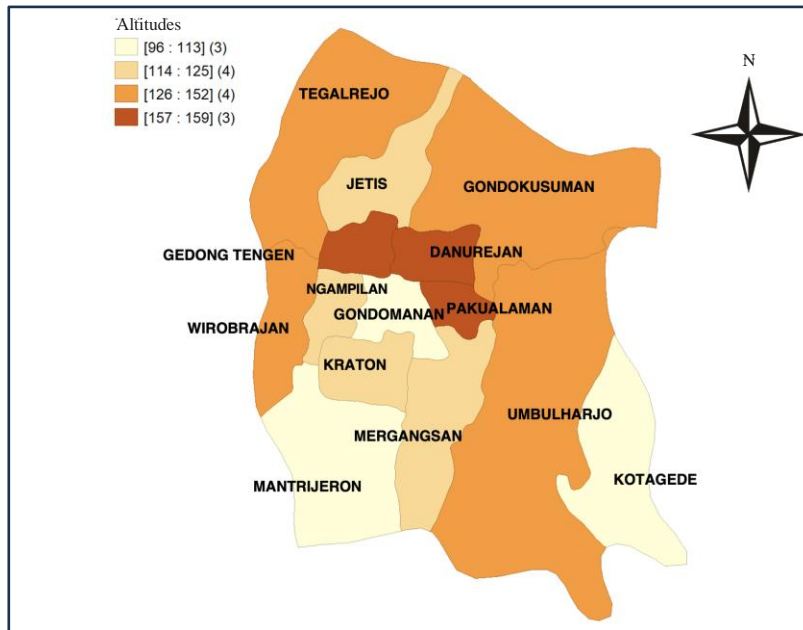 Altitudes
[96 : 113] (3)
[114 : 125] (4)
[126 : 152] (4)
[157 : 159] (3)
N
TEGALREJO
JETIS
GONDOKUSUMAN
GEDONG TENGEN
DANUREJAN
NGAMPILAN
GONDOMANAN
PAKUALAMAN
WIROBRAJAN
KRATON
UMBULHARJO
MERGANGSAN
MANTRIJERON
KOTAGEDE